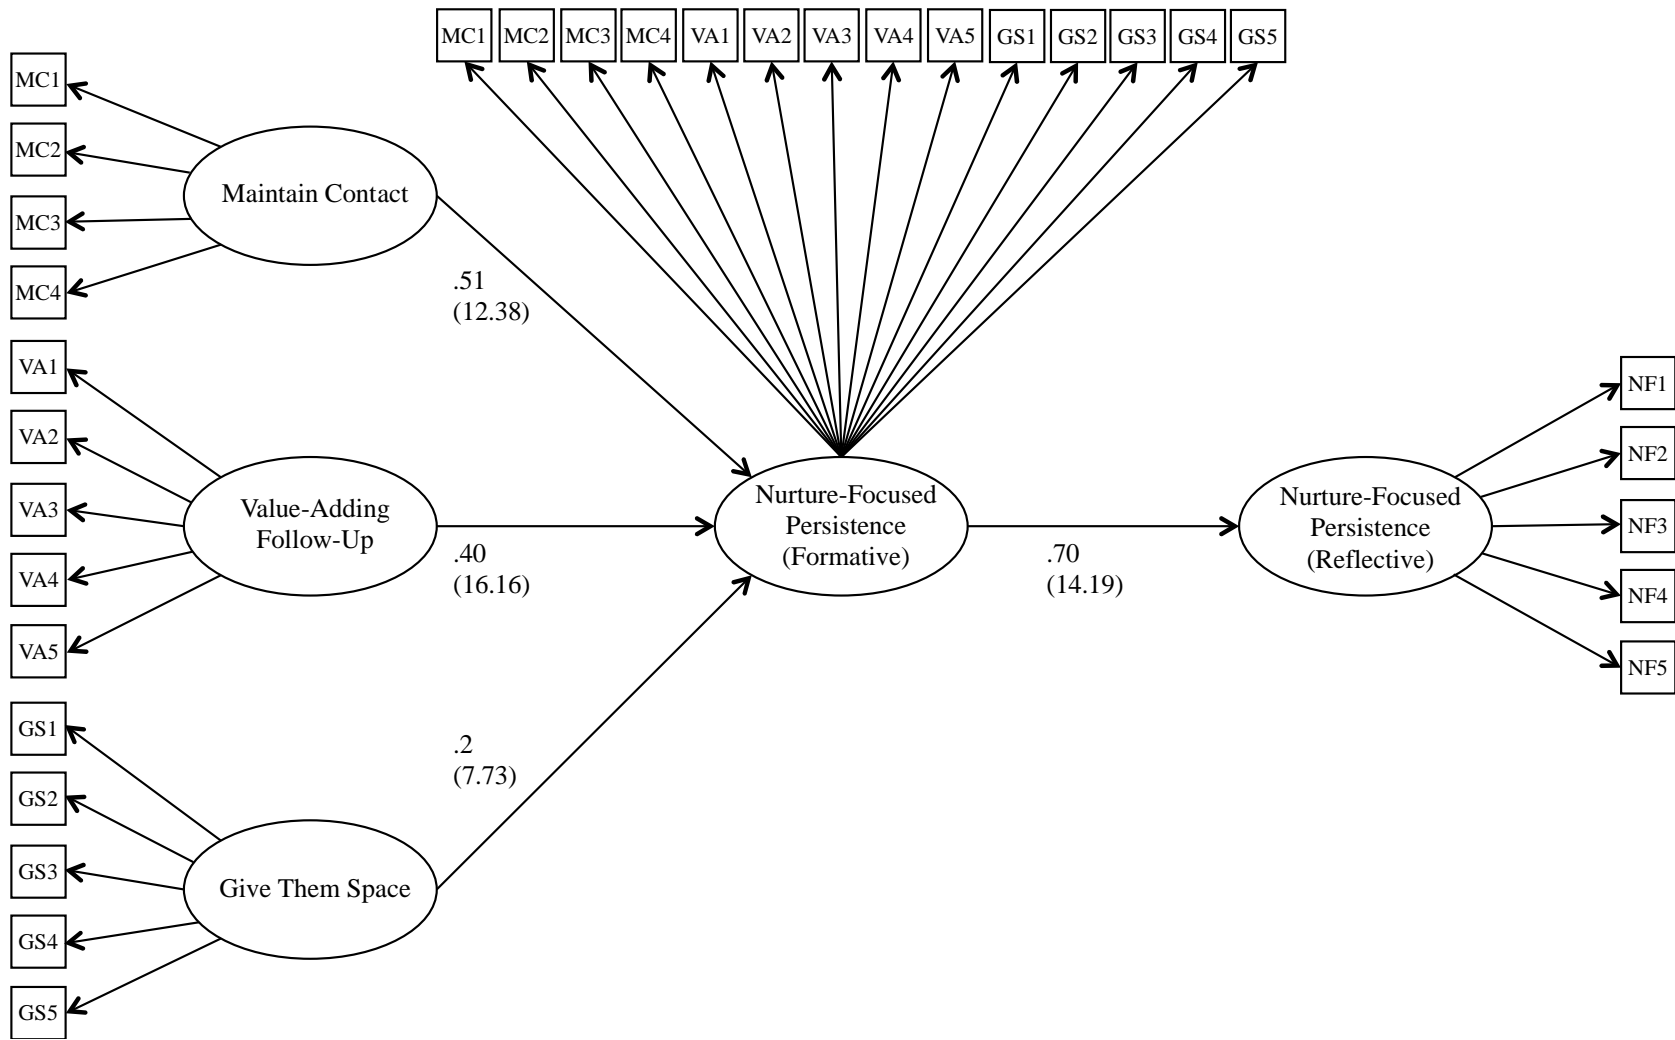 MC1
MC2
MC3
MC4
VA1
VA2
VA3
VA4
VA5
GS1
GS2
GS3
GS4
GS5
MC1
MC2
MC3
MC4
Maintain Contact
.51
(12.38)
VA1
VA2
VA3
VA4
VA5
Value-Adding
Follow-Up
.40
(16.16)
GS1
GS2
GS3
GS4
GS5
Give Them Space
.2
(7.73)
Nurture-Focused
Persistence
(Formative)
.70
(14.19)
Nurture-Focused
Persistence
(Reflective)
NF1
NF2
NF3
NF4
NF5